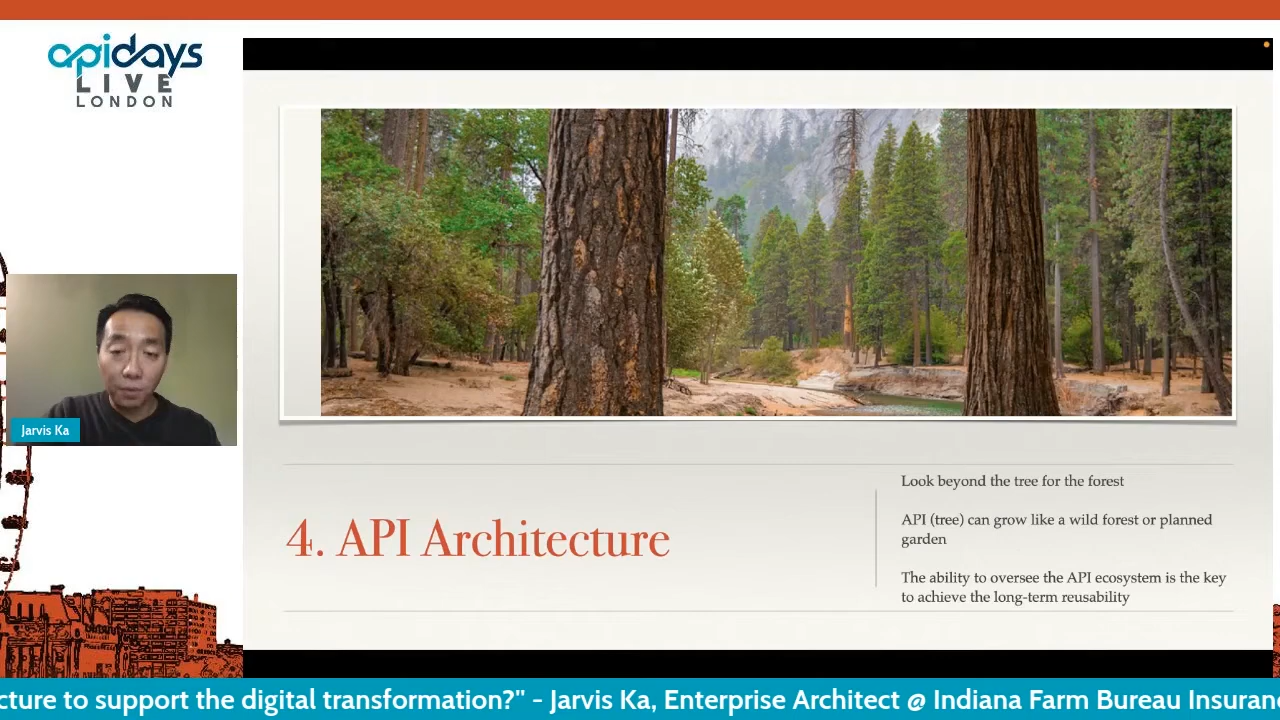 apidays
LIVE
LONDON
Jarvis Ka
4. API Architecture
Look beyond the tree for the forest
API (tree) can grow like a wild forest or planned
garden
The ability to oversee the API ecosystem is the key
to achieve the long-term reusability
cture to support the digital transformation?" - Jarvis Ka, Enterprise Architect @ Indiana Farm Bureau Insuran